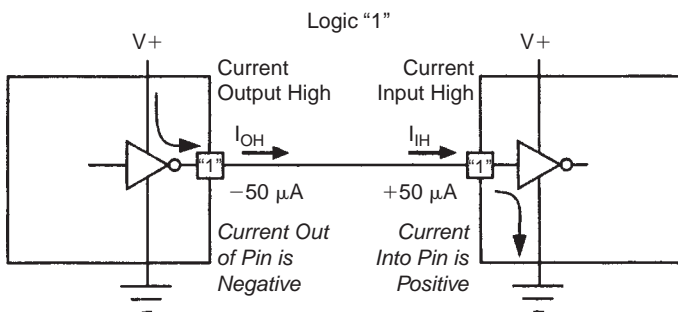 Logic “1”
V+
V+
Current
Output High
Current
Input High
I_OH
I_IH
“1”
“1”
−50 µA
+50 µA
Current Out
of Pin is
Negative
Current
Into Pin is
Positive